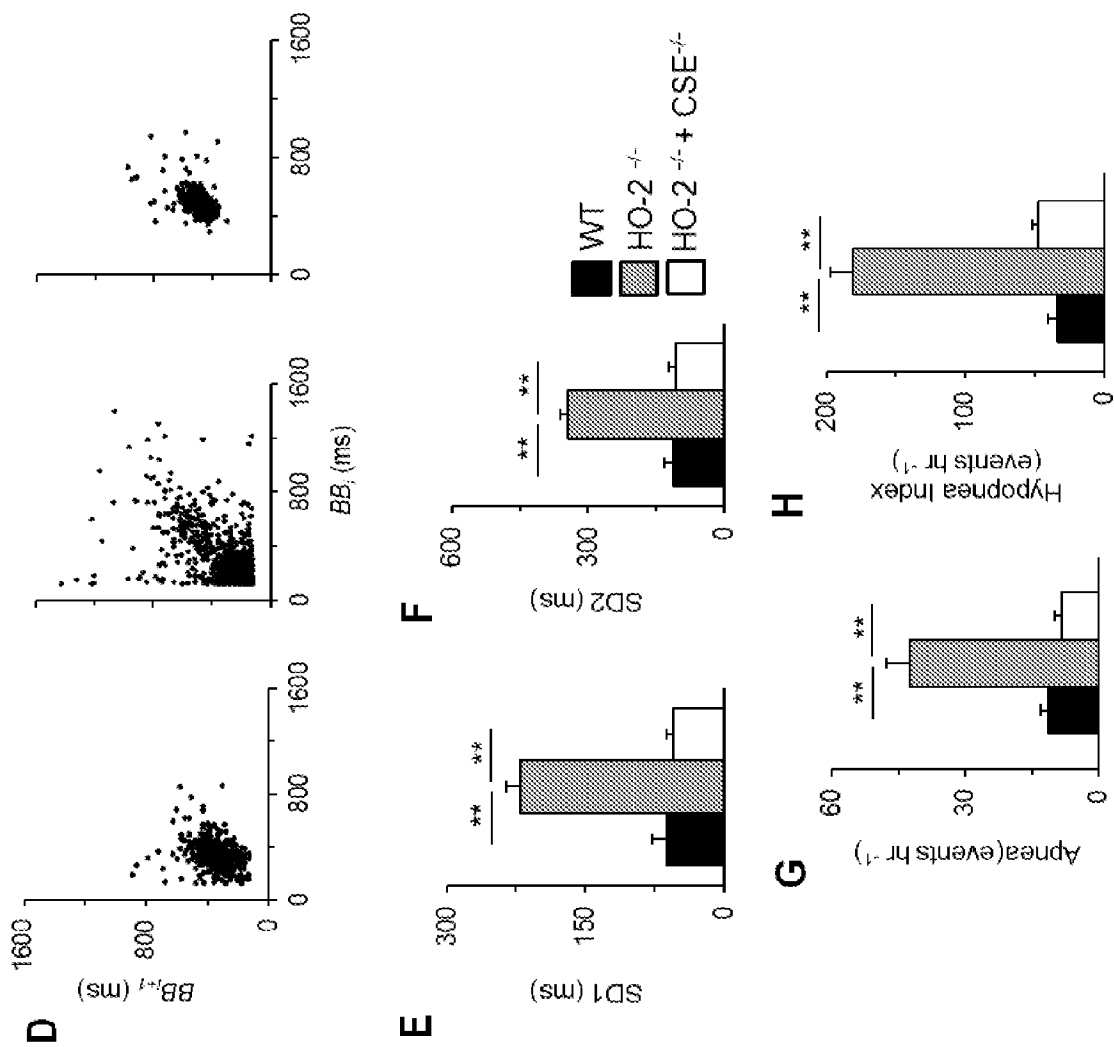 D
BBi+1 (ms)
1600
800
0
0
800
1600
0
800
1600
0
800
1600
BBi (ms)
E
SD1 (ms)
300
150
0
**
**
F
SD2 (ms)
600
300
0
**
**
WT
HO-2 -/-
HO-2 -/- + CSE-/-
G
Apnea(events hr -1)
60
30
0
**
**
H
Hypopnea Index
(events hr -1)
200
100
0
**
**